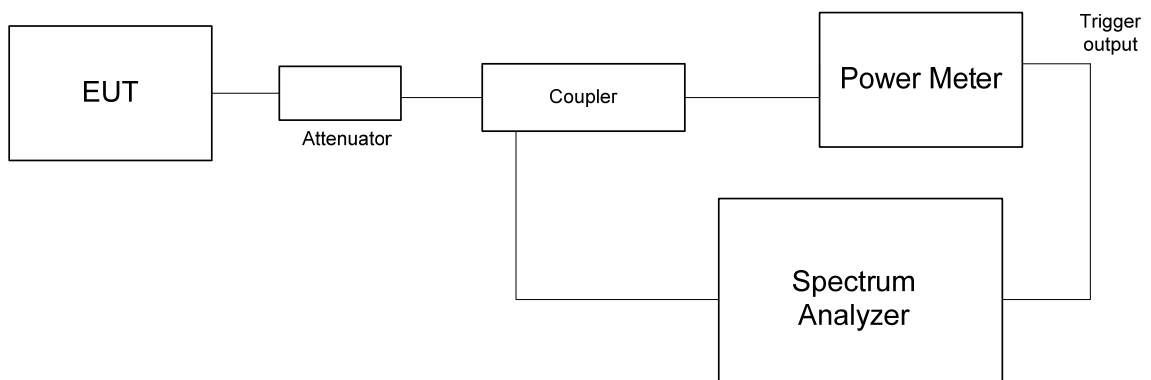 Trigger
output
EUT
Attenuator
Coupler
Power Meter
Spectrum
Analyzer